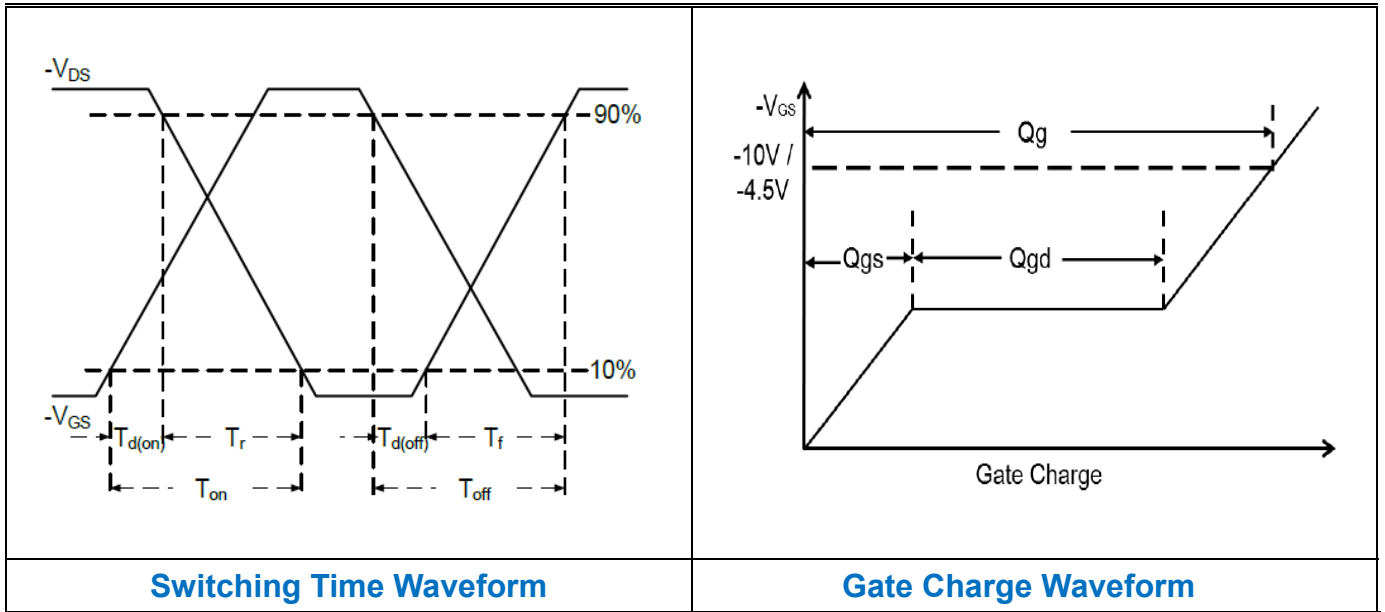 -VDS
90%
10%
-VGS
Td(on) Tr Td(off) Tf
Ton Toff
Switching Time Waveform
-VGS
Qg
-10V /
-4.5V
Qgs Qgd
Gate Charge
Gate Charge Waveform